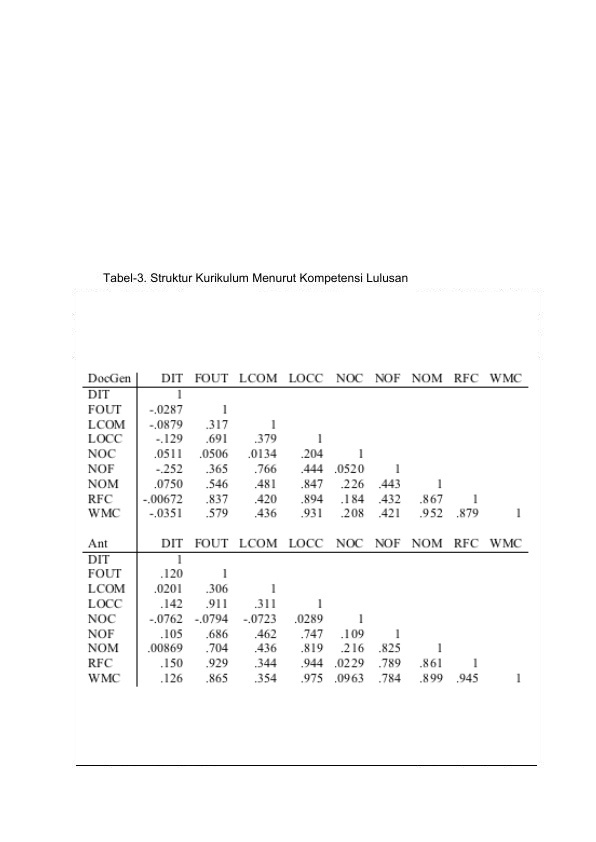 Tabel-3. Struktur Kurikulum Menurut Kompetensi Lulusan
DocGen DIT FOUT LCOM LOCC NOC NOF NOM RFC WMC
DIT 1
FOUT -.0287 1
LCOM -.0879 .317 1
LOCC -.129 .691 .379 1
NOC .0511 .0506 .0134 .204 1
NOF -.252 .365 .766 .444 .0520 1
NOM .0750 .546 .481 .847 .226 .443 1
RFC -.00672 .837 .420 .894 .184 .432 .867 1
WMC -.0351 .579 .436 .931 .208 .421 .952 .879 1
Ant DIT FOUT LCOM LOCC NOC NOF NOM RFC WMC
DIT 1
FOUT .120 1
LCOM .0201 .306 1
LOCC .142 .911 .311 1
NOC -.0762 -.0794 -.0723 .0289 1
NOF .105 .686 .462 .747 .109 1
NOM .00869 .704 .436 .819 .216 .825 1
RFC .150 .929 .344 .944 .0229 .789 .861 1
WMC .126 .865 .354 .975 .0963 .784 .899 .945 1